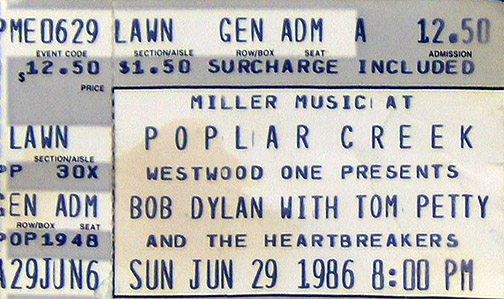 PME0629 LAWN GEN ADM A 12.50
EVENT CODE SECTION/AISLE ROW/BOX SEAT ADMISSION
$12.50 $1.50 SURCHARGE INCLUDED
PRICE
MILLER MUSIC AT
LAWN POPLAR CREEK
SECTION/AISLE
PP 30X WESTWOOD ONE PRESENTS
GEN ADM BOB DYLAN WITH TOM PETTY
ROW/BOX SEAT
POP1948 AND THE HEARTBREAKERS
A29JUN6 SUN JUN 29 1986 8:00 PM